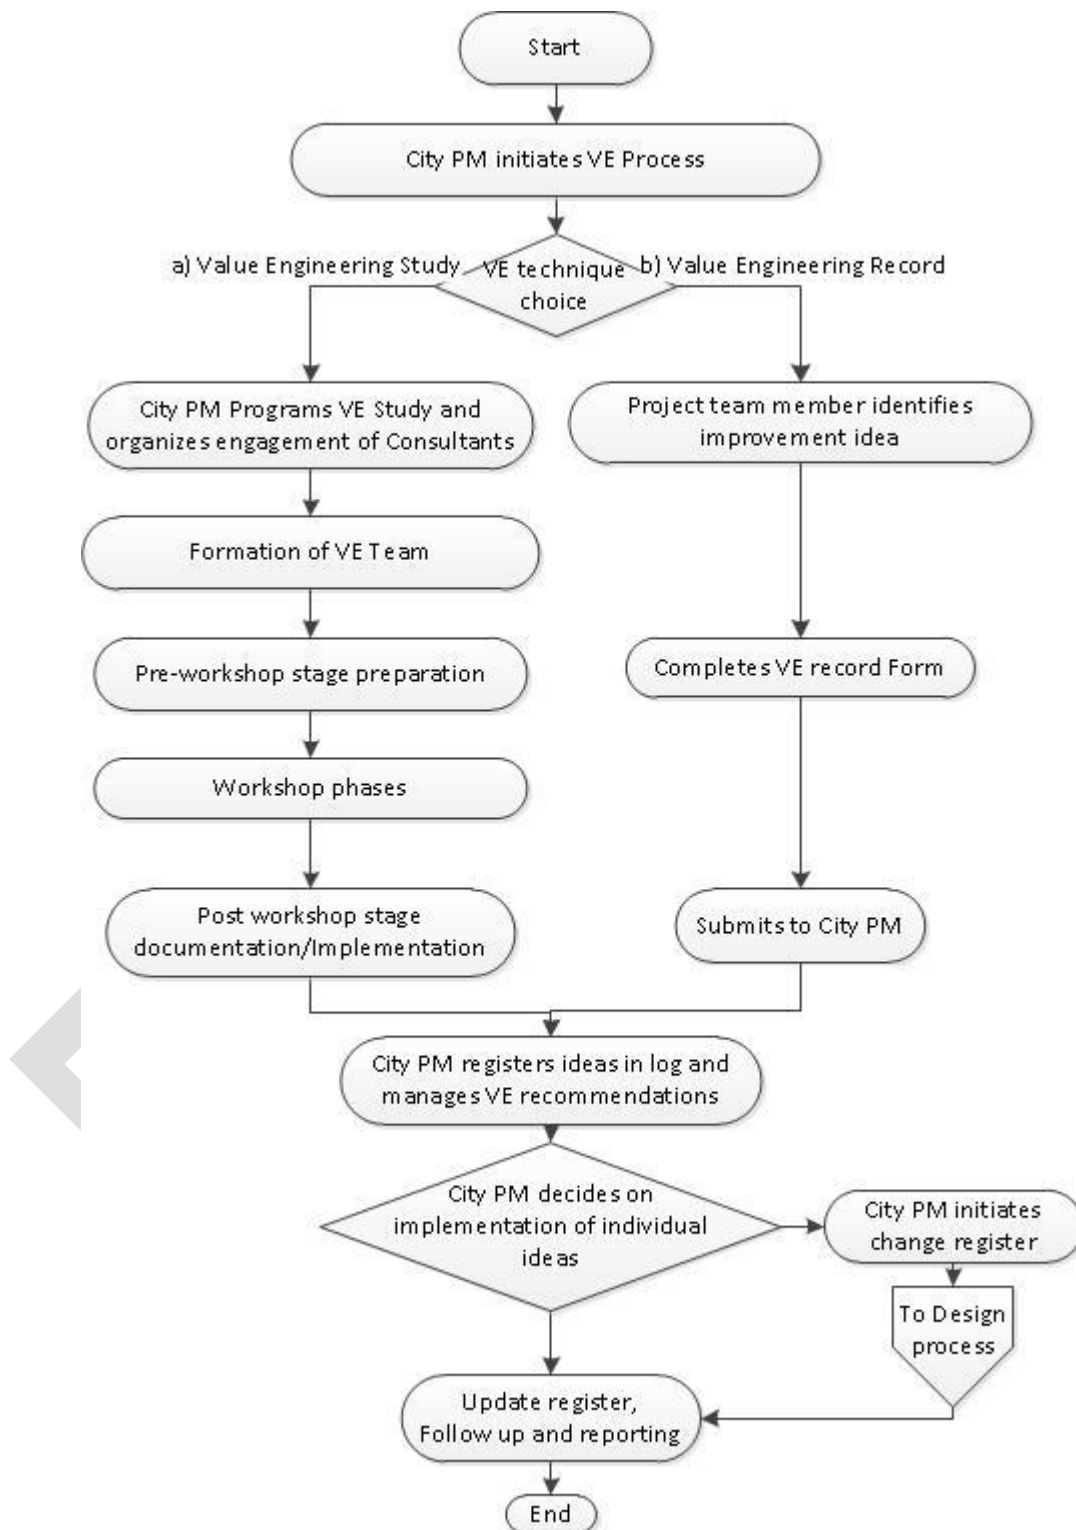 Start
City PM initiates VE Process
a) Value Engineering Study
VE technique
choice
b) Value Engineering Record
City PM Programs VE Study and
organizes engagement of Consultants
Project team member identifies
improvement idea
Formation of VE Team
Pre-workshop stage preparation
Completes VE record Form
Workshop phases
Post workshop stage
documentation/Implementation
Submits to City PM
City PM registers ideas in log and
manages VE recommendations
City PM decides on
implementation of individual
ideas
City PM initiates
change register
To Design
process
Update register,
Follow up and reporting
End